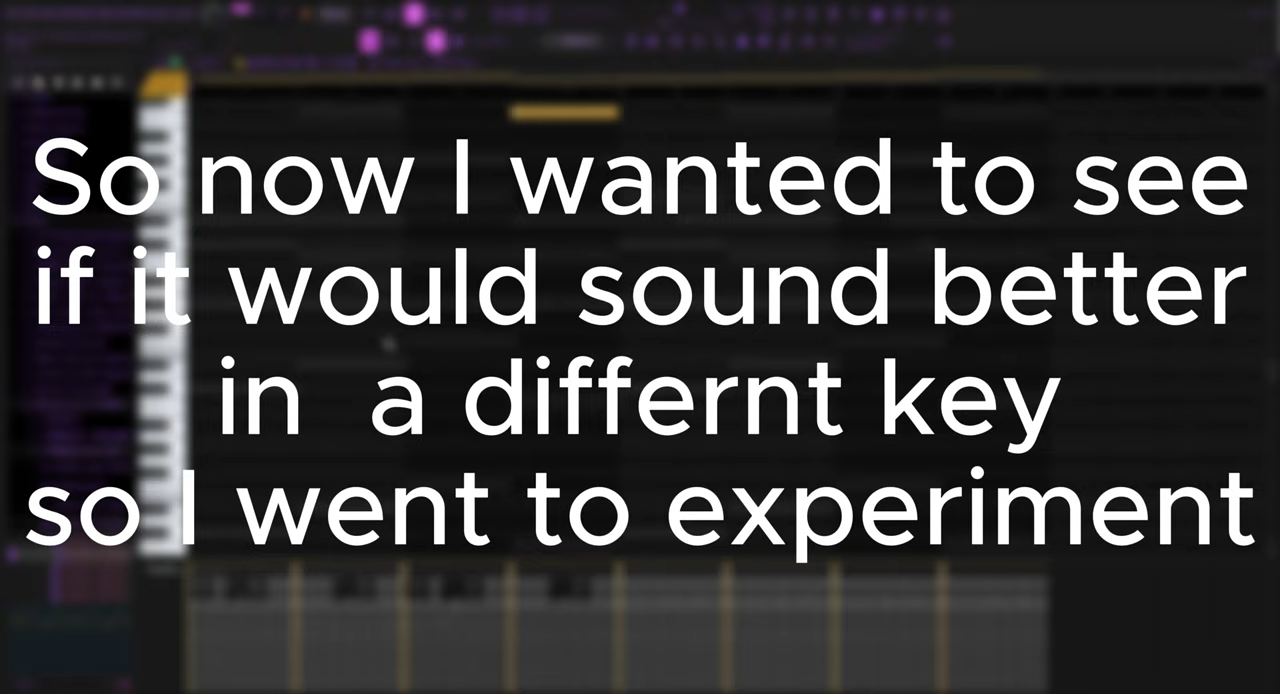 So now I wanted to see
if it would sound better
in  a differnt key
so I went to experiment